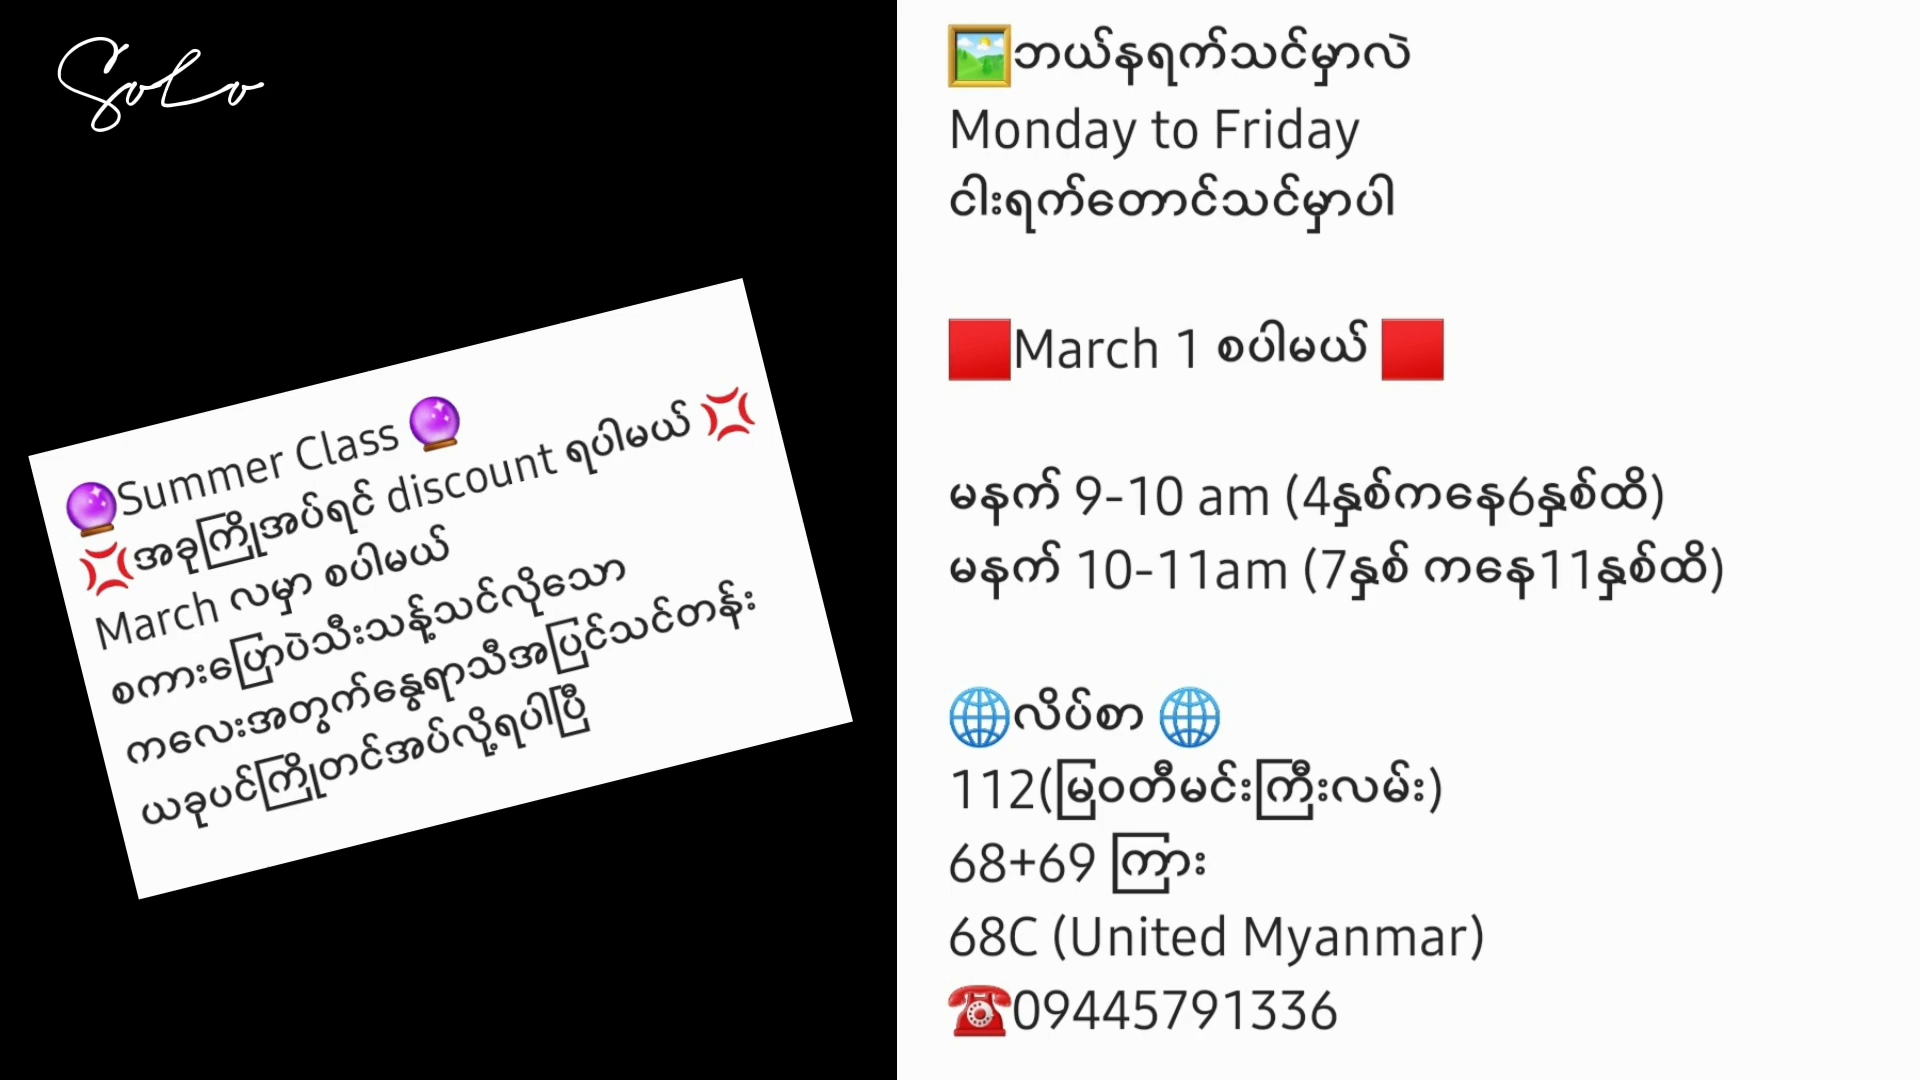 Solo
🔮Summer Class 🔮
💢အခုကြိုအပ်ရင် discount ရပါမယ် 💢
March လမှာ စပါမယ်
စကားပြောပဲသီးသန့်သင်လိုသော
ကလေးအတွက်နွေရာသီအပြင်သင်တန်း
ယခုပင်ကြိုတင်အပ်လို့ရပါပြီ
🖼️ဘယ်နရက်သင်မှာလဲ
Monday to Friday
ငါးရက်တောင်သင်မှာပါ
🟥March 1 စပါမယ် 🟥
မနက် 9-10 am (4နှစ်ကနေ6နှစ်ထိ)
မနက် 10-11am (7နှစ် ကနေ11နှစ်ထိ)
🌐လိပ်စာ 🌐
112(မြဝတီမင်းကြီးလမ်း)
68+69 ကြား
68C (United Myanmar)
☎️09445791336